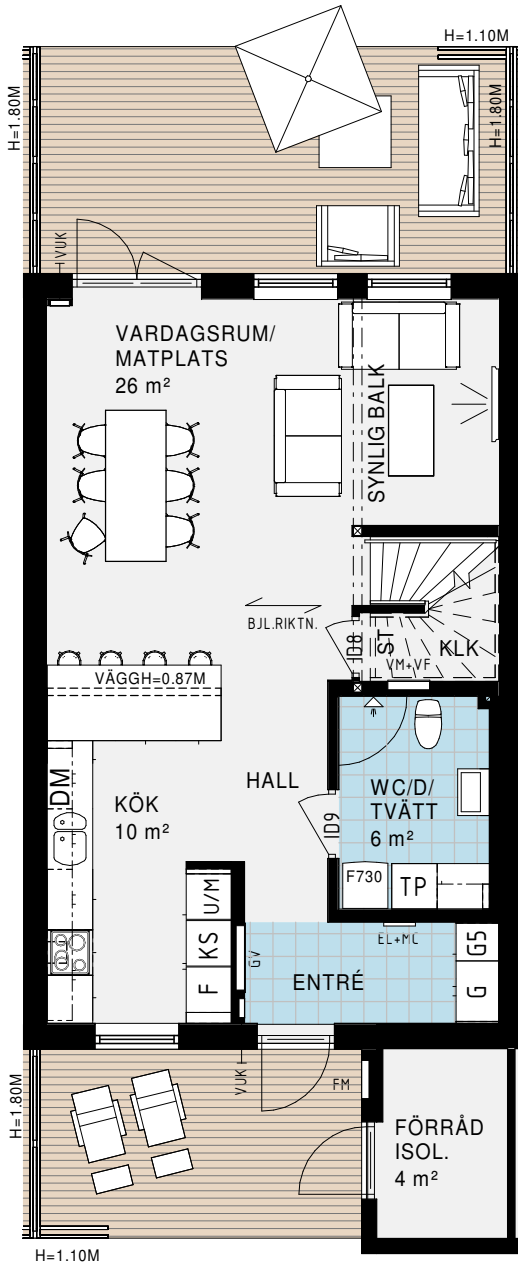 H=1.10M
H=1.80M
H=1.80M
VUK
VARDAGSRUM/
MATPLATS
26 m²
SYNLIG BALK
BJL.RIKTN.
ID8
ST
KLK
VM+VF
VÄGGH=0.87M
DM
KÖK
10 m²
HALL
ID9
WC/D/
TVÄTT
6 m²
F730
TP
U/M
KS
F
GV
EL+MC
ENTRÉ
G5
G
VUK
FM
H=1.80M
FÖRRÅD
ISOL.
4 m²
H=1.10M